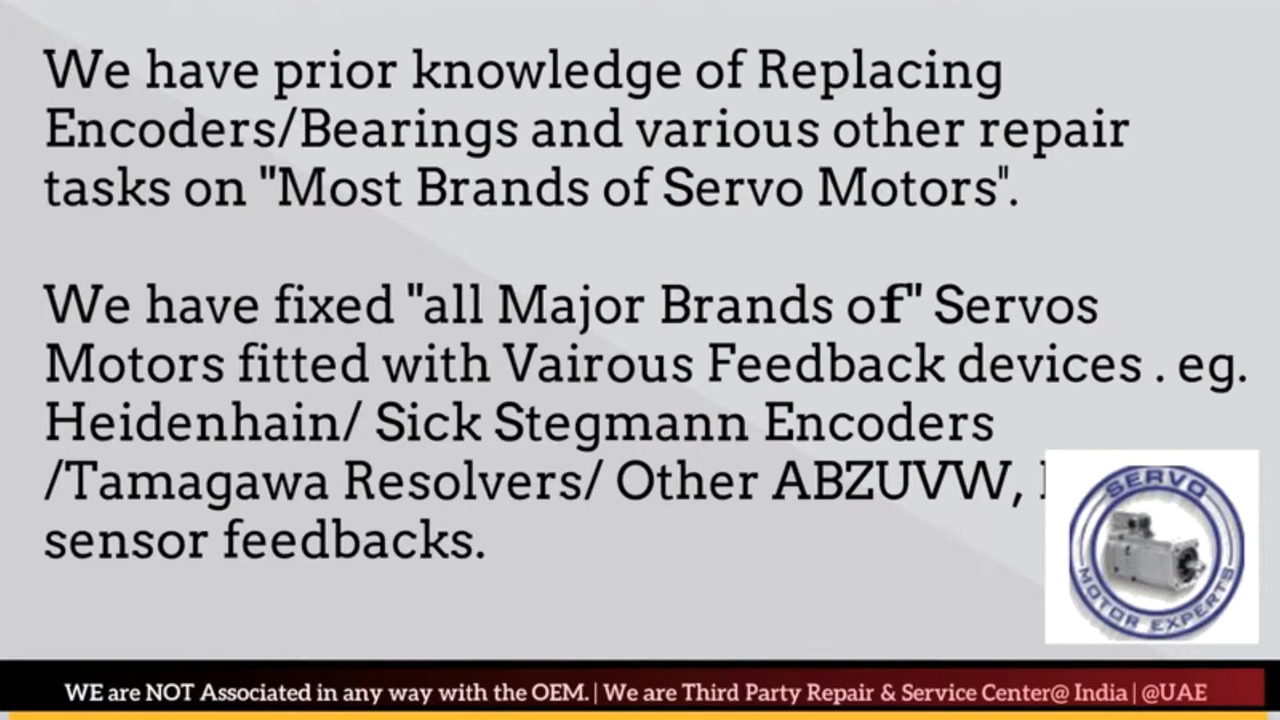 We have prior knowledge of Replacing
Encoders/Bearings and various other repair
tasks on "Most Brands of Servo Motors".
We have fixed "all Major Brands of" Servos
Motors fitted with Vairous Feedback devices . eg.
Heidenhain/ Sick Stegmann Encoders
/Tamagawa Resolvers/ Other ABZUVW,
sensor feedbacks.
SERVO
MOTOR EXPERTS
WE are NOT Associated in any way with the OEM. | We are Third Party Repair & Service Center@ India | @UAE